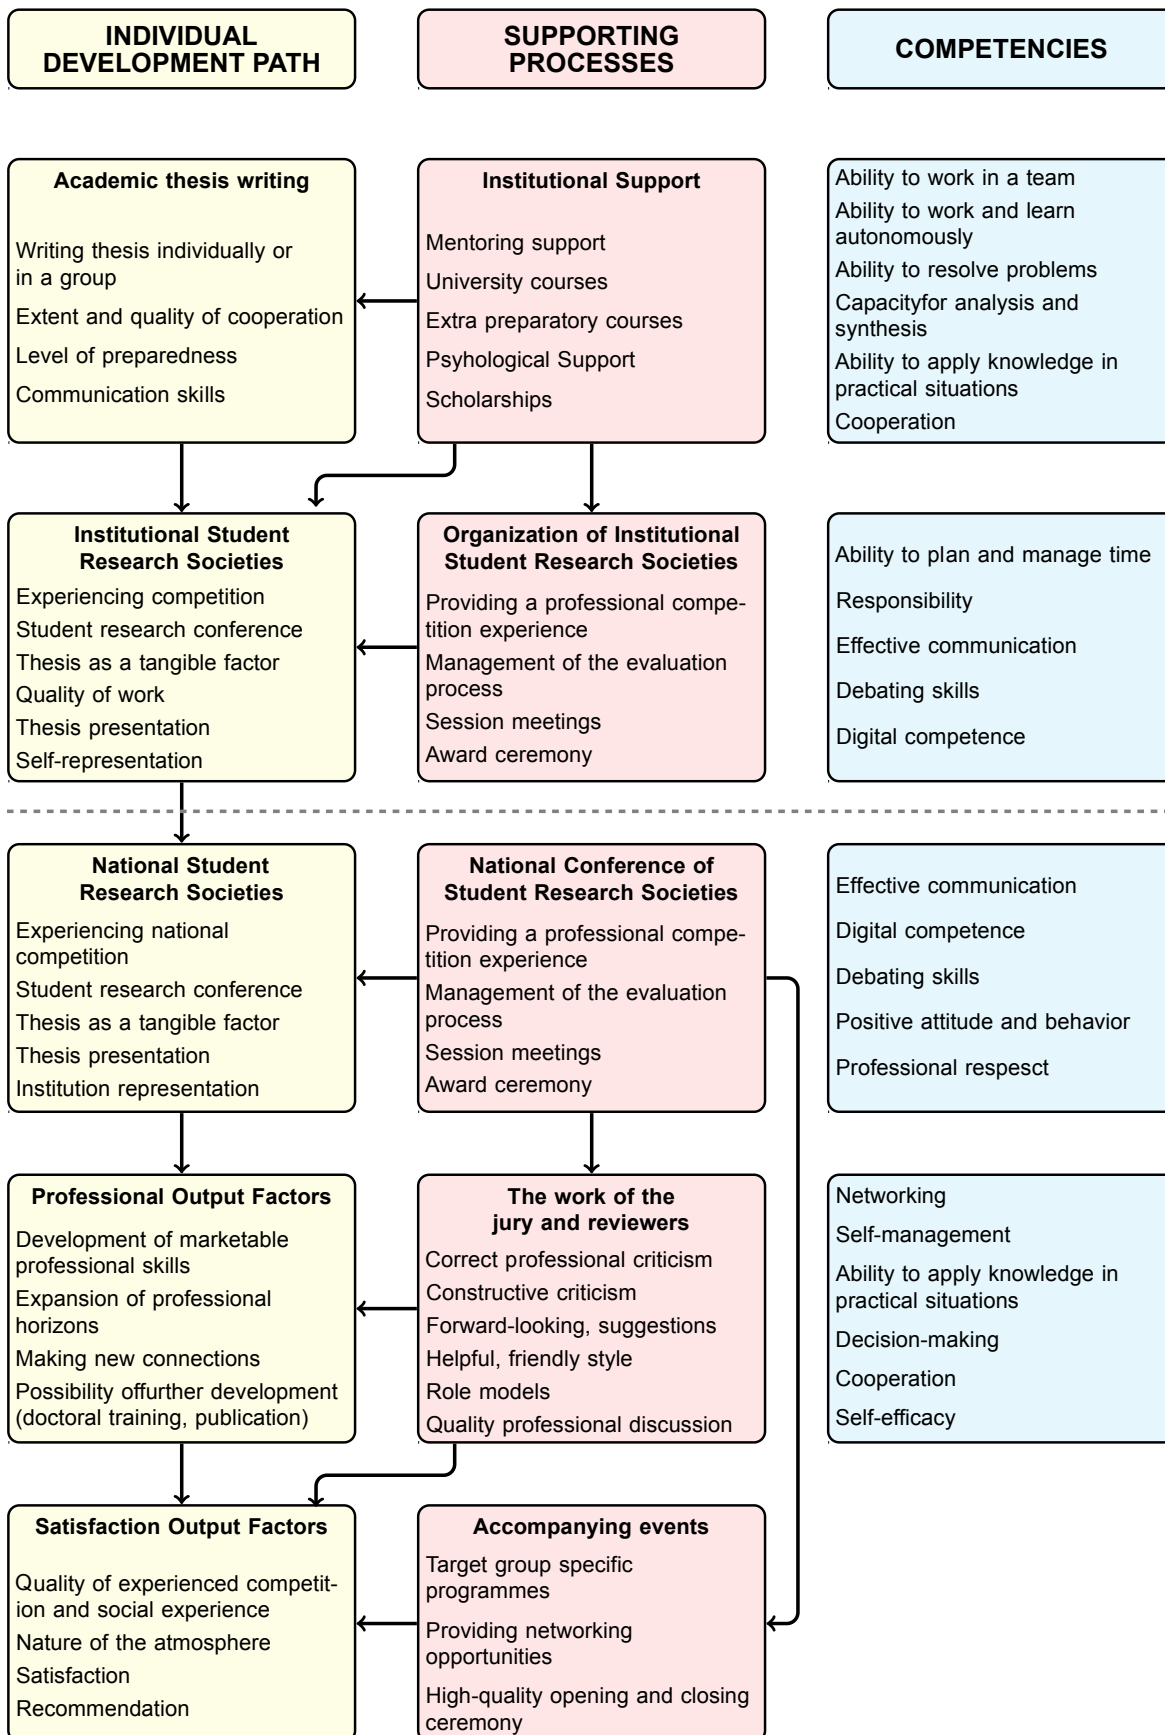 INDIVIDUAL
DEVELOPMENT PATH
SUPPORTING
PROCESSES
COMPETENCIES
Academic thesis writing
Writing thesis individually or
in a group
Extent and quality of cooperation
Level of preparedness
Communication skills
Institutional Support
Mentoring support
University courses
Extra preparatory courses
Psyhological Support
Scholarships
Ability to work in a team
Ability to work and learn
autonomously
Ability to resolve problems
Capacityfor analysis and
synthesis
Ability to apply knowledge in
practical situations
Cooperation
Institutional Student
Research Societies
Experiencing competition
Student research conference
Thesis as a tangible factor
Quality of work
Thesis presentation
Self-representation
Organization of Institutional
Student Research Societies
Providing a professional compe-
tition experience
Management of the evaluation
process
Session meetings
Award ceremony
Ability to plan and manage time
Responsibility
Effective communication
Debating skills
Digital competence
National Student
Research Societies
Experiencing national
competition
Student research conference
Thesis as a tangible factor
Thesis presentation
Institution representation
National Conference of
Student Research Societies
Providing a professional compe-
tition experience
Management of the evaluation
process
Session meetings
Award ceremony
Effective communication
Digital competence
Debating skills
Positive attitude and behavior
Professional respesct
Professional Output Factors
Development of marketable
professional skills
Expansion of professional
horizons
Making new connections
Possibility offurther development
(doctoral training, publication)
The work of the
jury and reviewers
Correct professional criticism
Constructive criticism
Forward-looking, suggestions
Helpful, friendly style
Role models
Quality professional discussion
Networking
Self-management
Ability to apply knowledge in
practical situations
Decision-making
Cooperation
Self-efficacy
Satisfaction Output Factors
Quality of experienced competit-
ion and social experience
Nature of the atmosphere
Satisfaction
Recommendation
Accompanying events
Target group specific
programmes
Providing networking
opportunities
High-quality opening and closing
ceremony